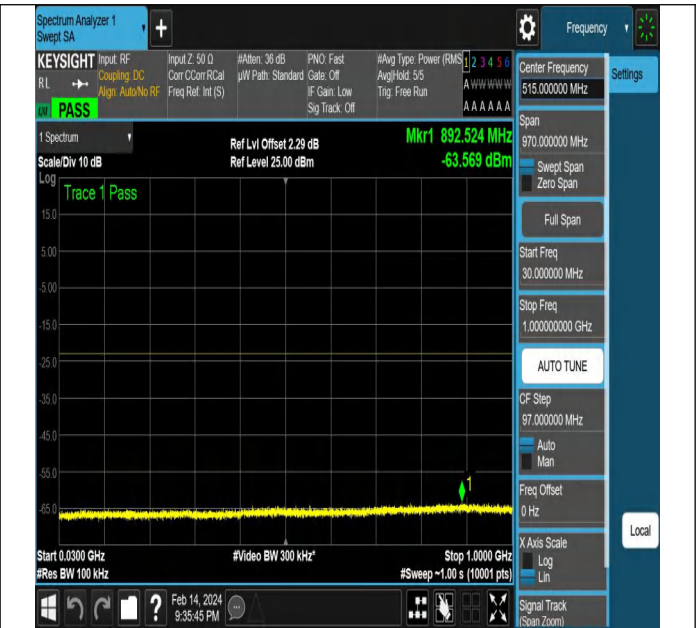 Spectrum Analyzer 1
Swept SA
+
Frequency
KEYSIGHT
RL
LNI
PASS
Input: RF
Coupling: DC
Align: Auto/No RF
Input Z: 50 Ω
Corr CCorr RCal
Freq Ref: Int (S)
#Atten: 36 dB
µW Path: Standard
PNO: Fast
Gate: Off
IF Gain: Low
Sig Track: Off
#Avg Type: Power (RMS
Avg|Hold: 5/5
Trig: Free Run
1 2 3 4 5 6
A W W W W W
A A A A A A
1 Spectrum
Scale/Div 10 dB
Log
Ref Lvl Offset 2.29 dB
Ref Level 25.00 dBm
Mkr1 892.524 MHz
-63.569 dBm
Trace 1 Pass
15.0
5.00
-5.00
-15.0
-25.0
-35.0
-45.0
-55.0
-65.0
1
Start 0.0300 GHz
#Res BW 100 kHz
#Video BW 300 kHz*
Stop 1.0000 GHz
#Sweep ~1.00 s (10001 pts)
?
Feb 14, 2024
9:35:45 PM
Center Frequency
515.000000 MHz
Span
970.000000 MHz
Swept Span
Zero Span
Full Span
Start Freq
30.000000 MHz
Stop Freq
1.000000000 GHz
AUTO TUNE
CF Step
97.000000 MHz
Auto
Man
Freq Offset
0 Hz
X Axis Scale
Log
Lin
Signal Track
(Span Zoom)
Settings
Local